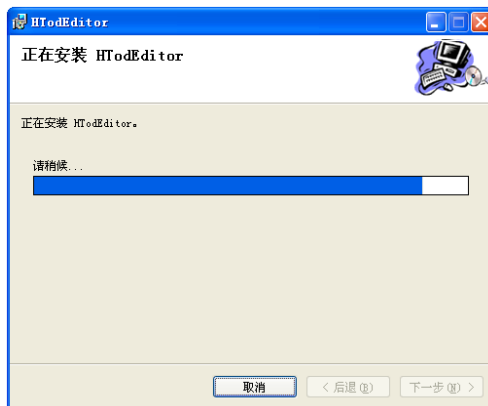 HTodEditor
正在安装 HTodEditor
正在安装 HTodEditor。
请稍候...
取消
< 后退(B)
下一步(N) >